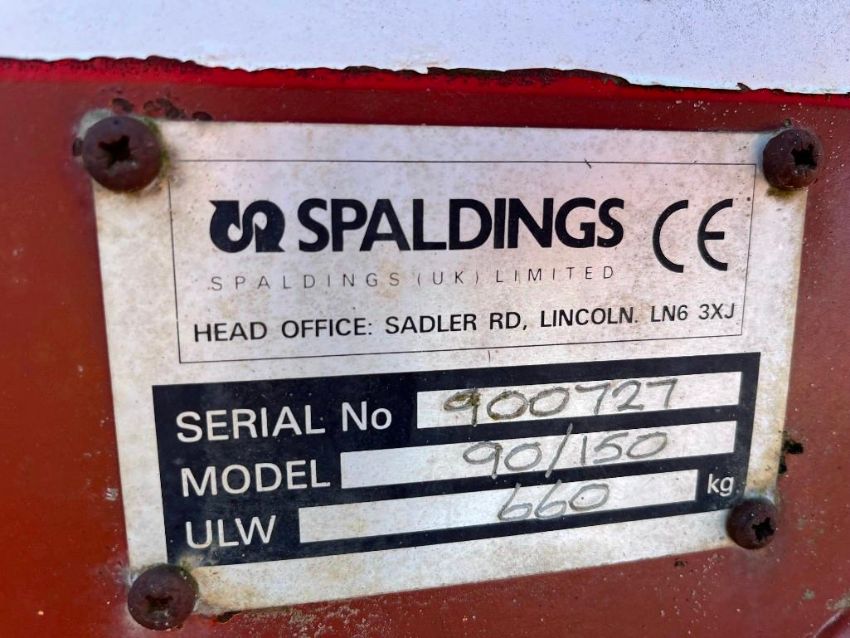 SPALDINGS CE
SPALDINGS (UK) LIMITED
HEAD OFFICE: SADLER RD, LINCOLN. LN6 3XJ
SERIAL No 900727
MODEL 90/150
ULW 660 kg